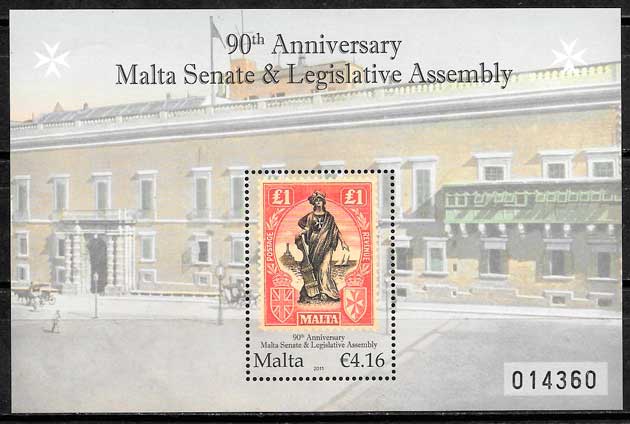 90th Anniversary
Malta Senate & Legislative Assembly
£1 £1
POSTAGE
REVENUE
MALTA
90th Anniversary
Malta Senate & Legislative Assembly
Malta 2011 €4.16
014360